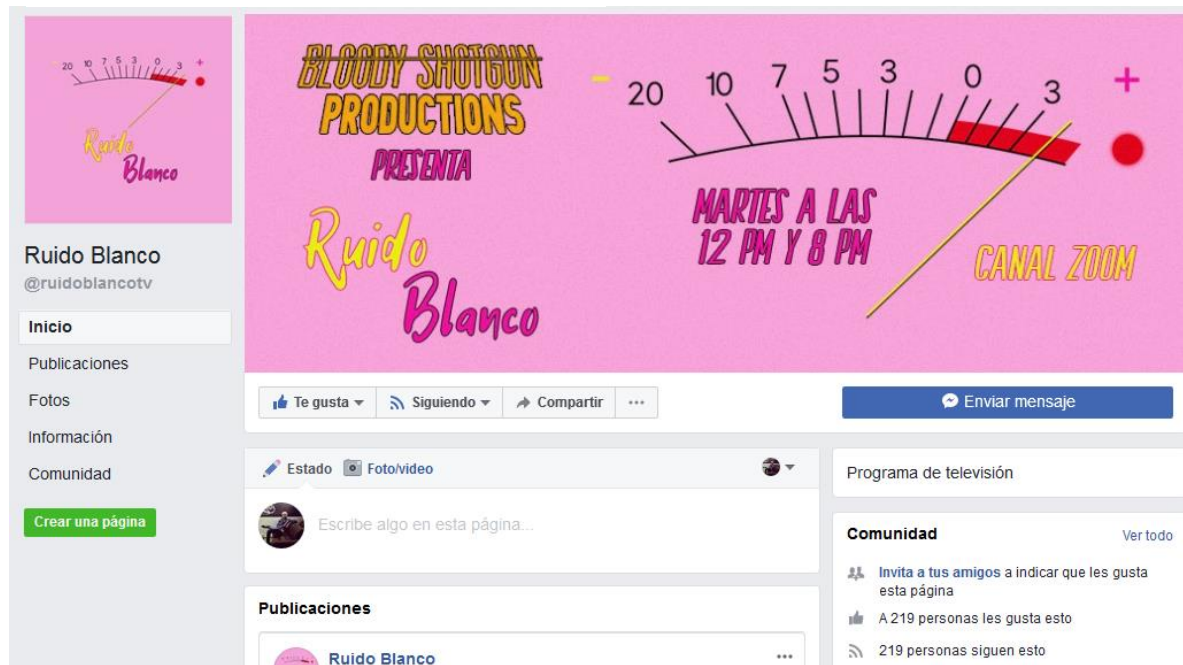 20 10 7 5 3 0 3 +
Ruido
Blanco
Ruido Blanco
@ruidoblancotv
Inicio
Publicaciones
Fotos
Información
Comunidad
Crear una página
BLOODY SHOTGUN
PRODUCTIONS
PRESENTA
Ruido
Blanco
- 20 10 7 5 3 0 3 +
MARTES A LAS
12 PM Y 8 PM
CANAL ZOOM
Te gusta Siguiendo Compartir ...
Enviar mensaje
Estado Foto/video
Escribe algo en esta página...
Publicaciones
Ruido Blanco
...
Programa de televisión
Comunidad Ver todo
Invita a tus amigos a indicar que les gusta
esta página
A 219 personas les gusta esto
219 personas siguen esto